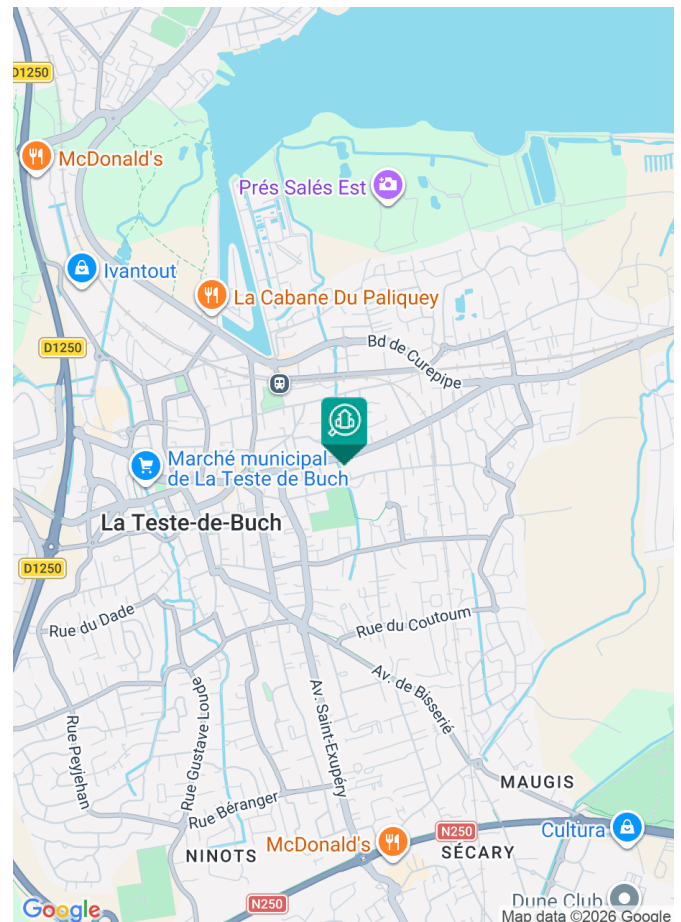 D1250
McDonald's
Prés Salés Est
Ivantout
La Cabane Du Paliquey
D1250
Bd de Curepipe
Marché municipal
de La Teste de Buch
La Teste-de-Buch
D1250
Rue du Dade
Rue du Coutoum
Rue Gustave Loude
Av. de Bisserié
Av. Saint-Exupéry
Rue Peyjehan
MAUGIS
Rue Béranger
N250
Cultura
McDonald's
SÉCARY
NINOTS
N250
Dune Club
Google
Map data ©2026 Google